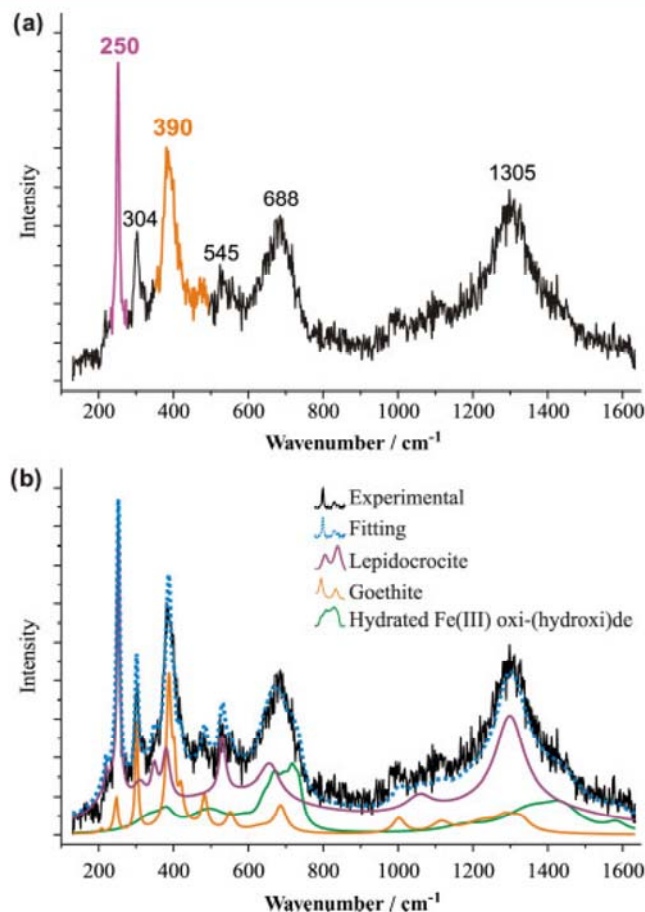 (a)
250
390
304
545
688
1305
Intensity
200 400 600 800 1000 1200 1400 1600
Wavenumber / cm⁻¹
(b)
Experimental
Fitting
Lepidocrocite
Goethite
Hydrated Fe(III) oxi-(hydroxi)de
Intensity
200 400 600 800 1000 1200 1400 1600
Wavenumber / cm⁻¹